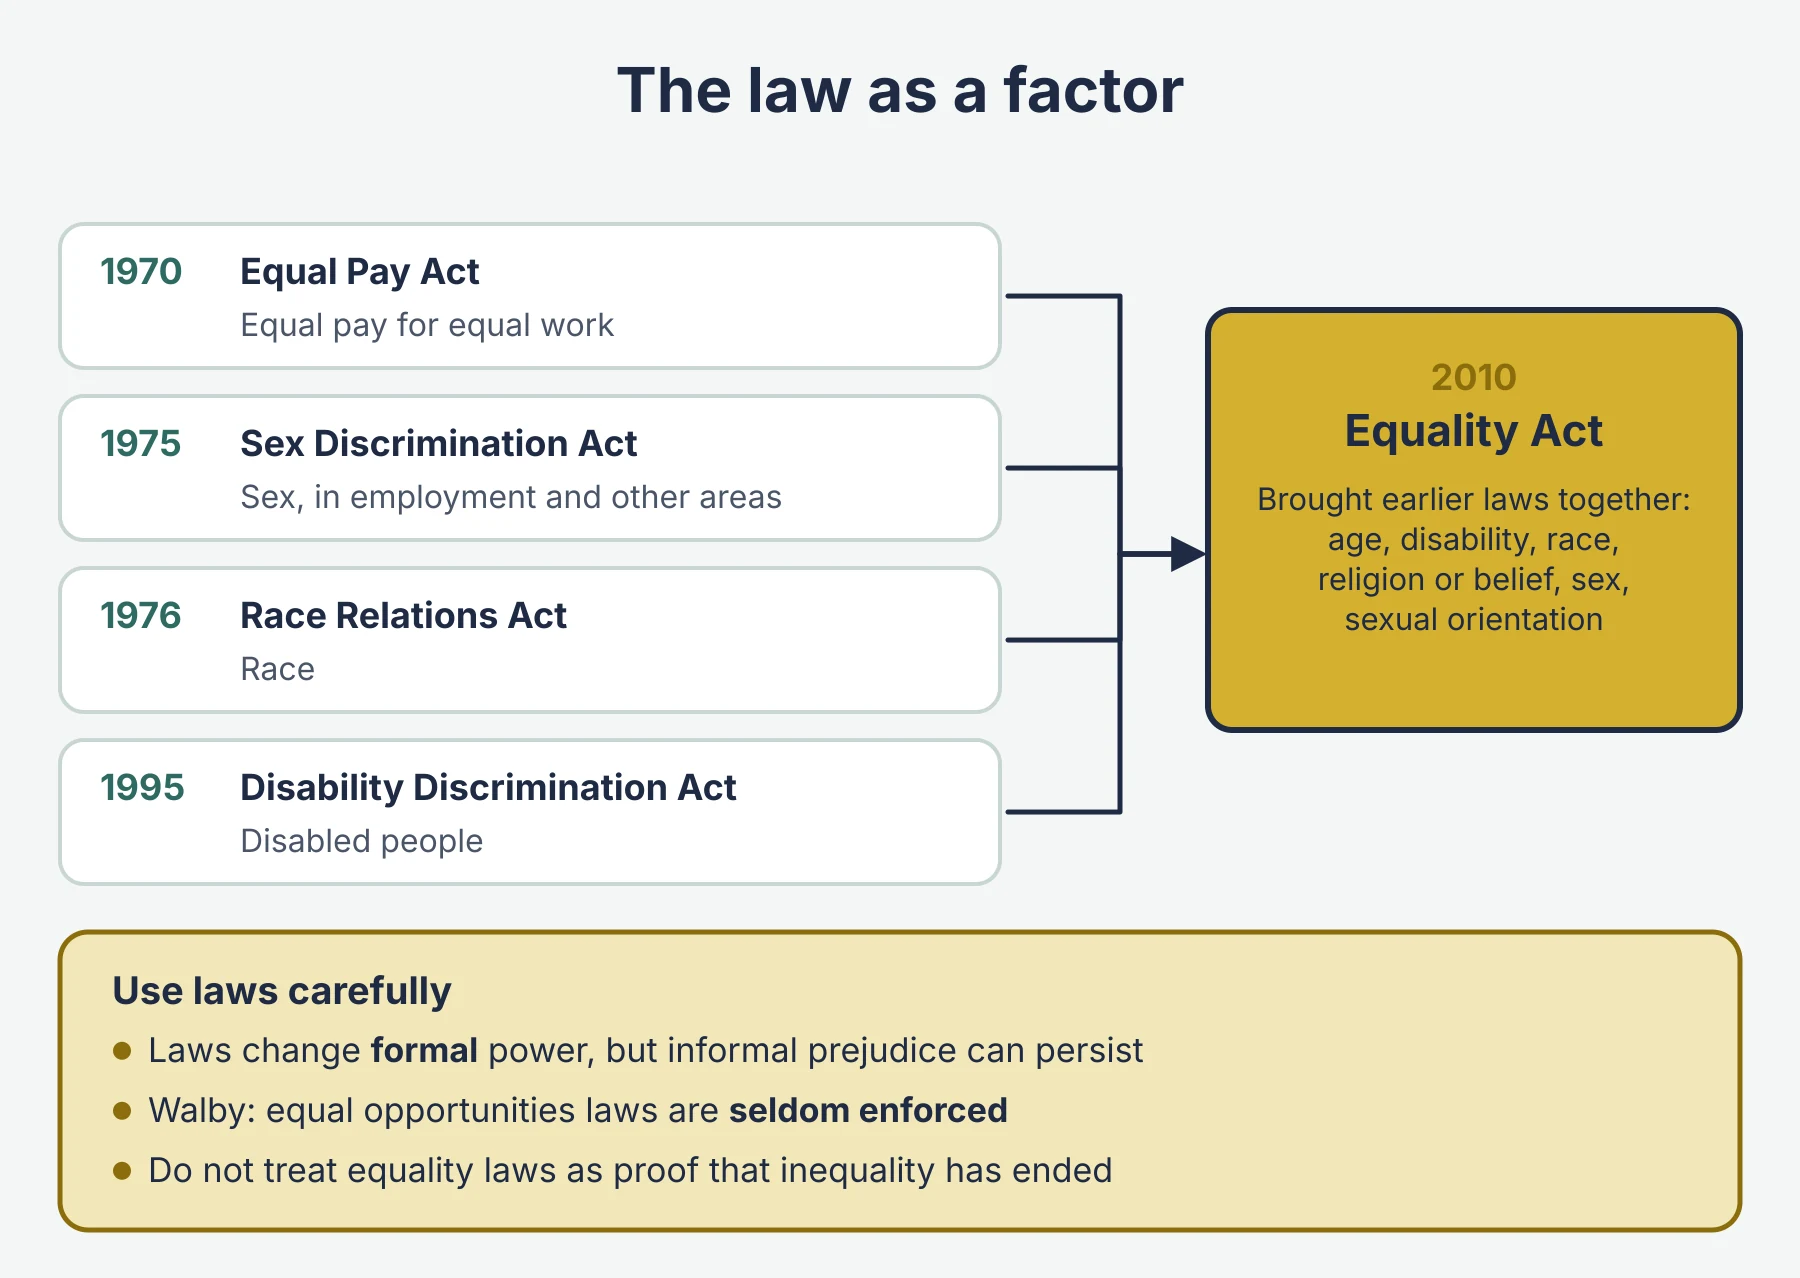 The law as a factor
1970 Equal Pay Act
Equal pay for equal work
1975 Sex Discrimination Act
Sex, in employment and other areas
1976 Race Relations Act
Race
1995 Disability Discrimination Act
Disabled people
2010
Equality Act
Brought earlier laws together:
age, disability, race,
religion or belief, sex,
sexual orientation
Use laws carefully
Laws change formal power, but informal prejudice can persist
Walby: equal opportunities laws are seldom enforced
Do not treat equality laws as proof that inequality has ended